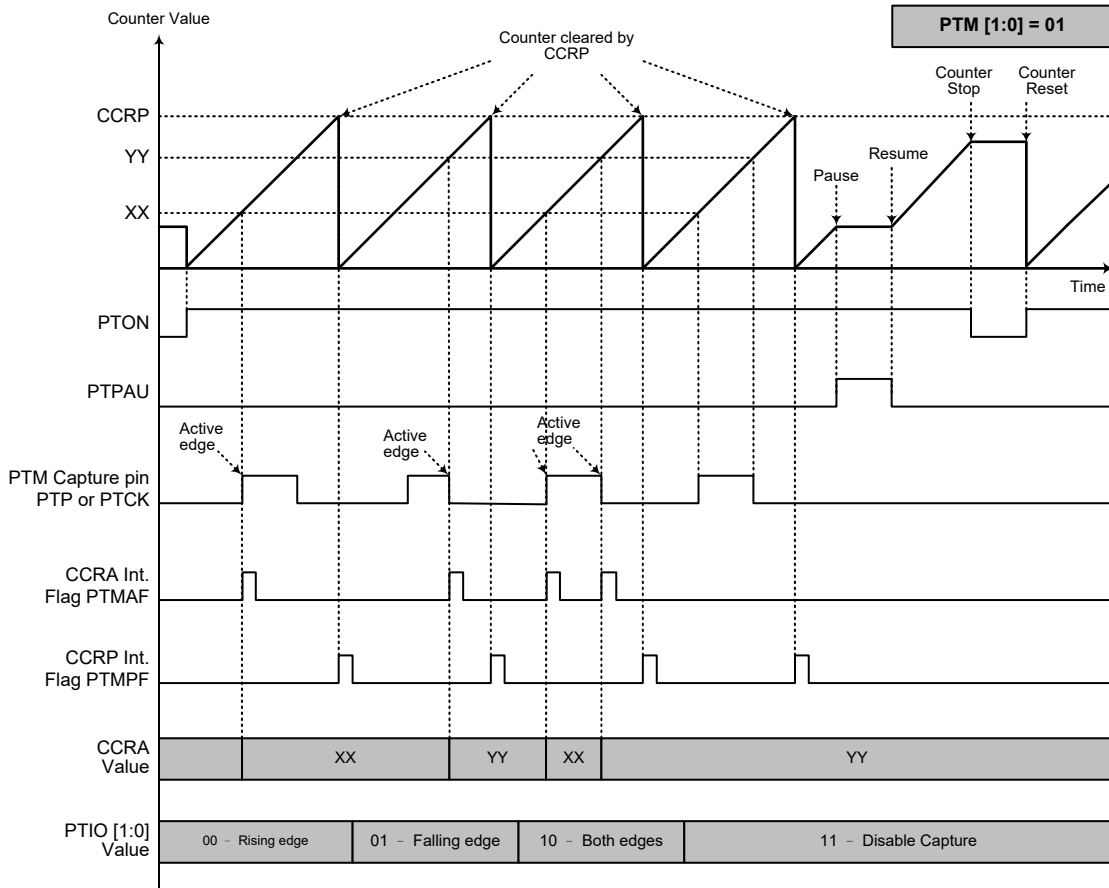 Counter Value
PTM [1:0] = 01
Counter cleared by
CCRP
Counter
Stop
Counter
Reset
CCRP
YY
Resume
Pause
XX
Time
PTON
PTPAU
Active
edge
Active
edge
Active
edge
PTM Capture pin
PTP or PTCK
CCRA Int.
Flag PTMAF
CCRP Int.
Flag PTMPF
CCRA
Value
XX
YY
XX
YY
PTIO [1:0]
Value
00 – Rising edge
01 – Falling edge
10 – Both edges
11 – Disable Capture